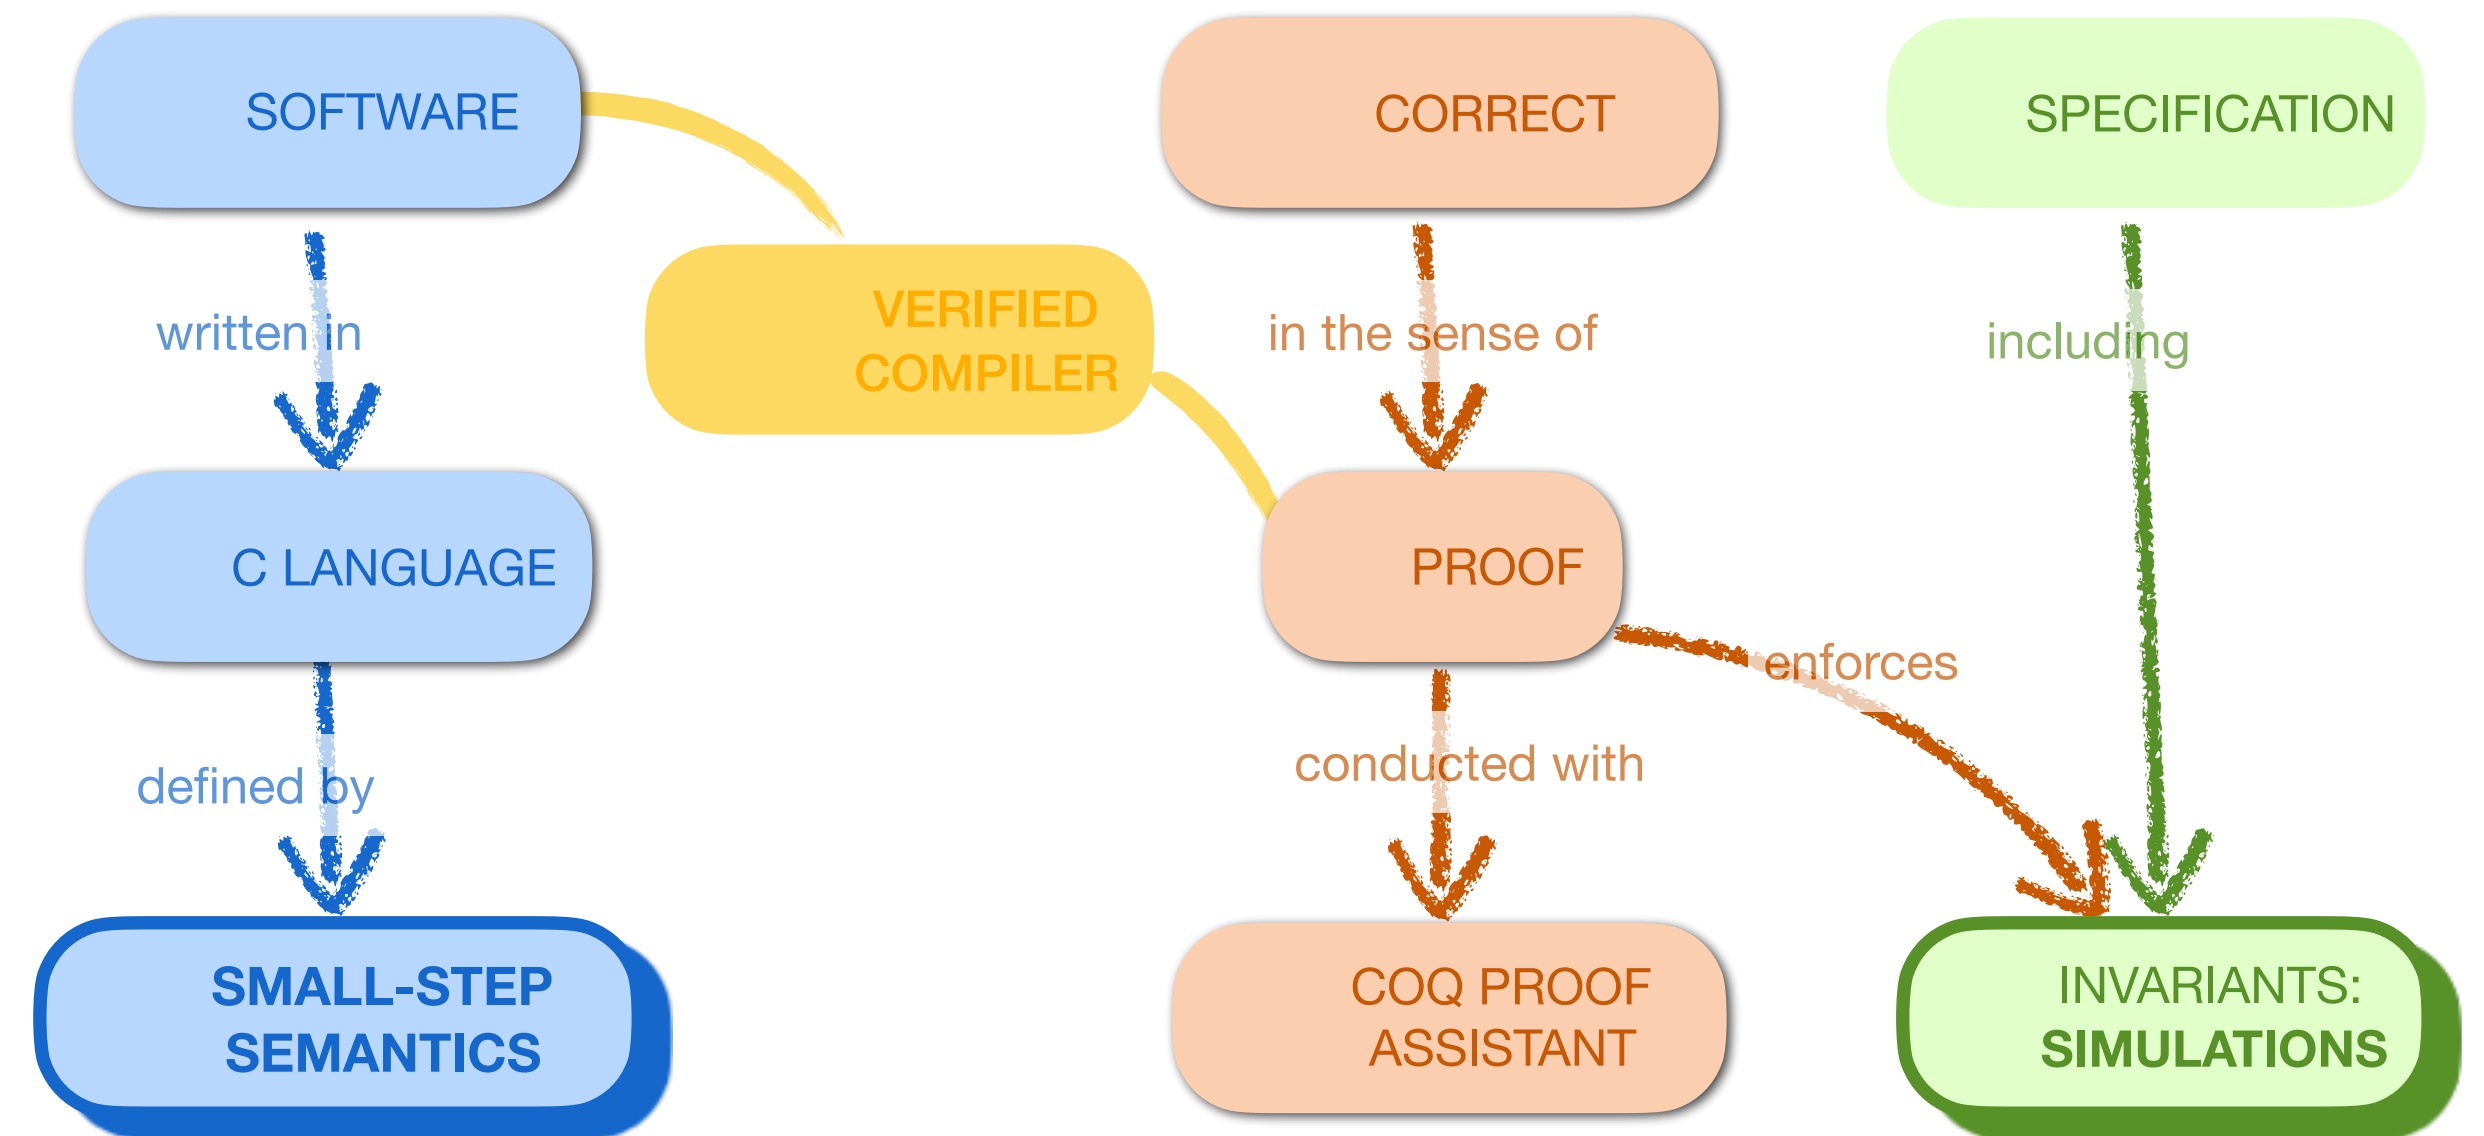 SOFTWARE
CORRECT
SPECIFICATION
VERIFIED
COMPILER
written in
in the sense of
including
C LANGUAGE
PROOF
enforces
defined by
conducted with
SMALL-STEP
SEMANTICS
COQ PROOF
ASSISTANT
INVARIANTS:
SIMULATIONS